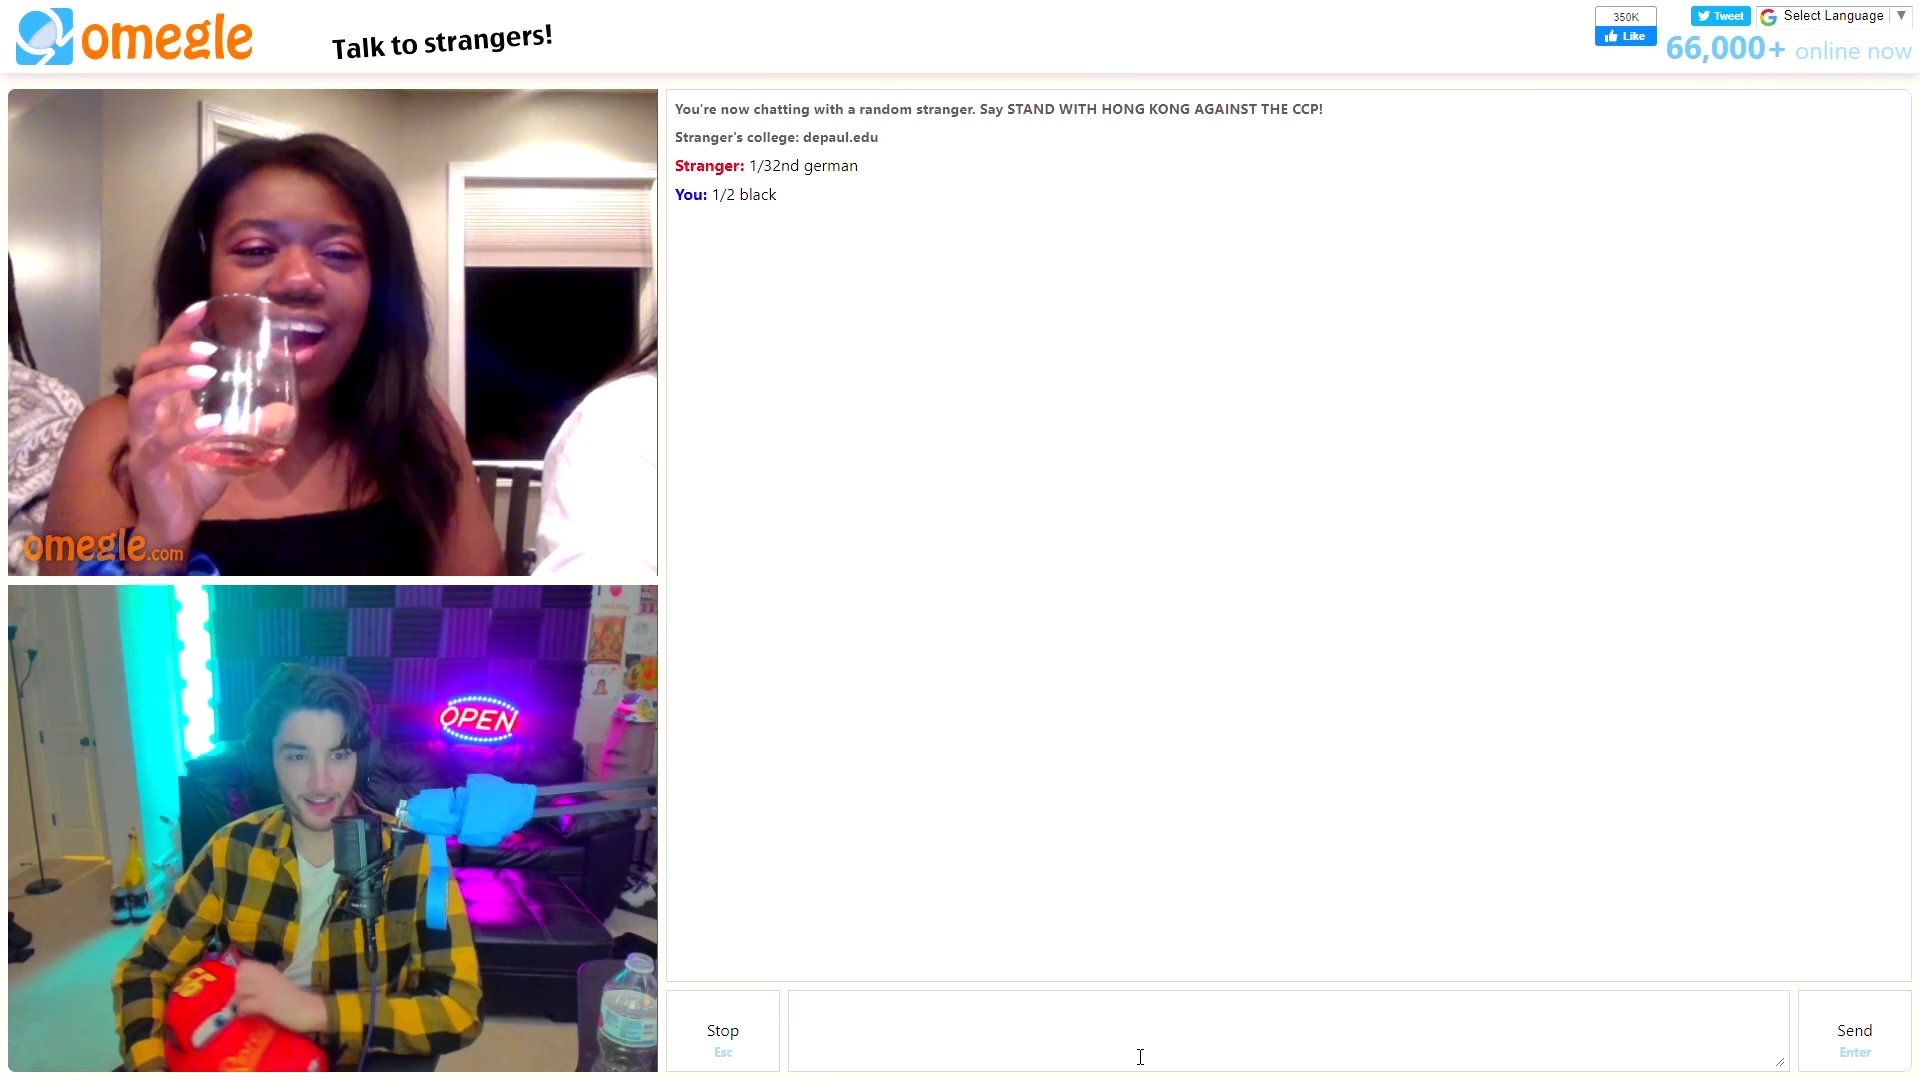 omegle
Talk to strangers!
350K
Like
Tweet
Select Language
66,000+ online now
You're now chatting with a random stranger. Say STAND WITH HONG KONG AGAINST THE CCP!
Stranger's college: depaul.edu
Stranger: 1/32nd german
You: 1/2 black
omegle.com
OPEN
Stop
Esc
Send
Enter